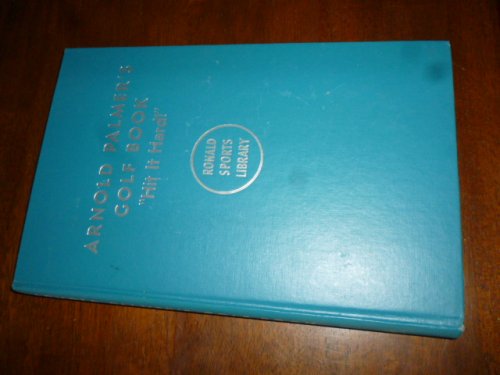 ARNOLD PALMER'S
GOLF BOOK
"Hit It Hard!"
RONALD
SPORTS
LIBRARY